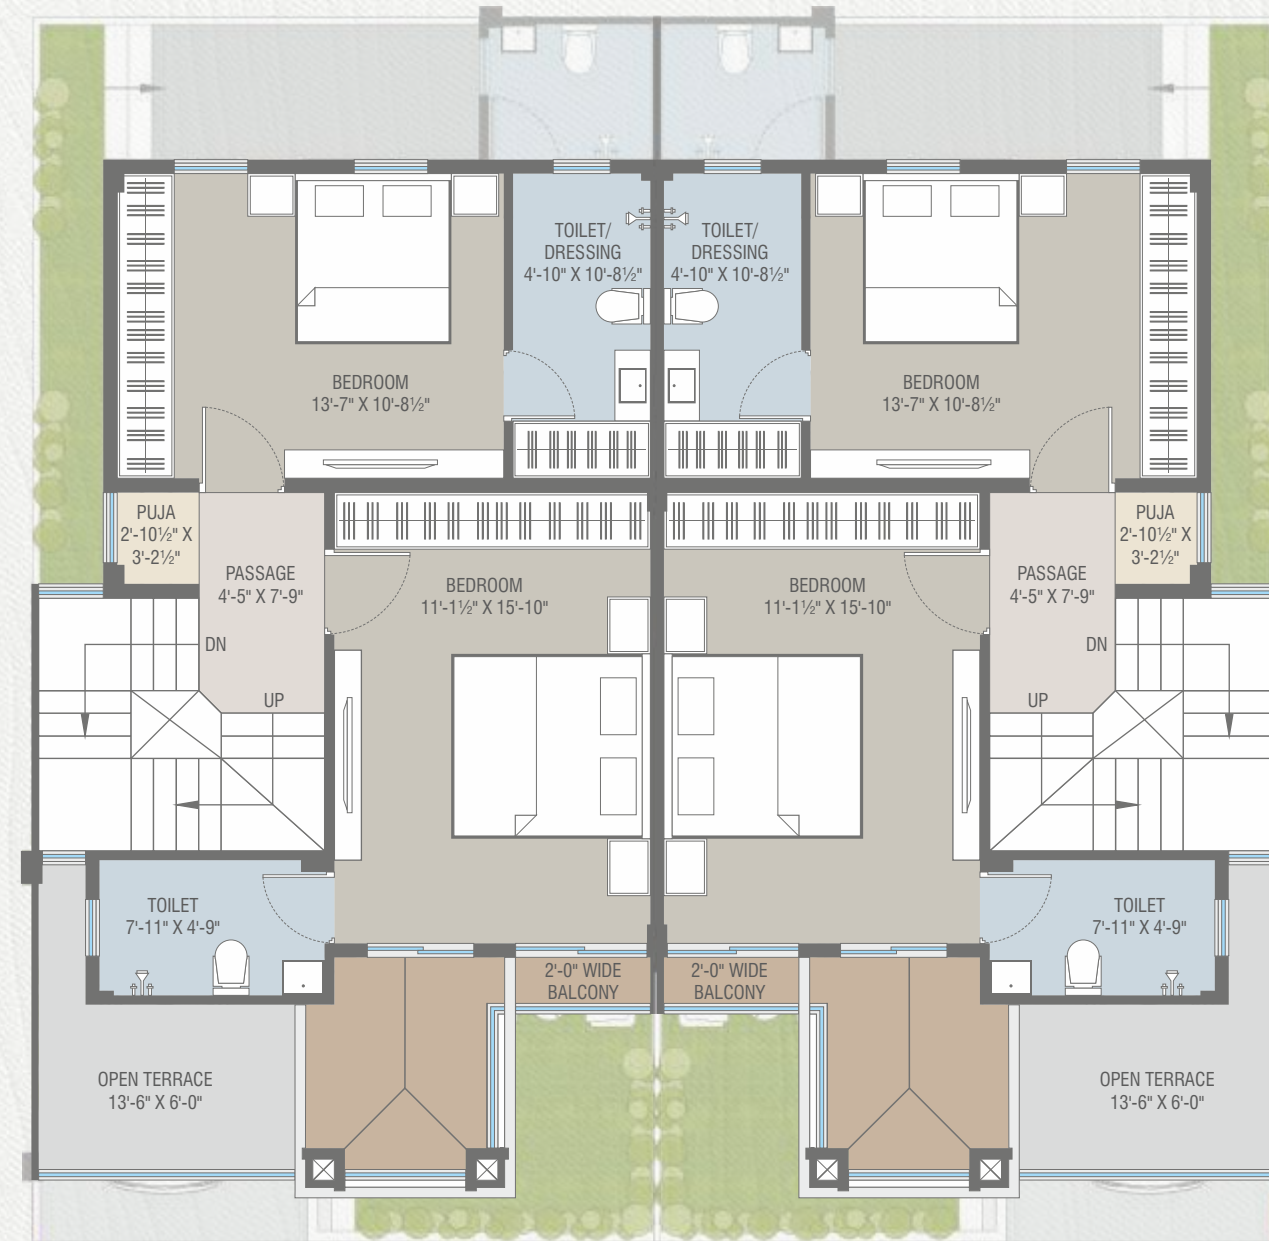 TOILET/
DRESSING
4'-10" X 10'-8½"
TOILET/
DRESSING
4'-10" X 10'-8½"
BEDROOM
13'-7" X 10'-8½"
BEDROOM
13'-7" X 10'-8½"
PUJA
2'-10½" X
3'-2½"
PASSAGE
4'-5" X 7'-9"
BEDROOM
11'-1½" X 15'-10"
BEDROOM
11'-1½" X 15'-10"
PASSAGE
4'-5" X 7'-9"
PUJA
2'-10½" X
3'-2½"
DN
UP
DN
UP
TOILET
7'-11" X 4'-9"
TOILET
7'-11" X 4'-9"
2'-0" WIDE
BALCONY
2'-0" WIDE
BALCONY
OPEN TERRACE
13'-6" X 6'-0"
OPEN TERRACE
13'-6" X 6'-0"